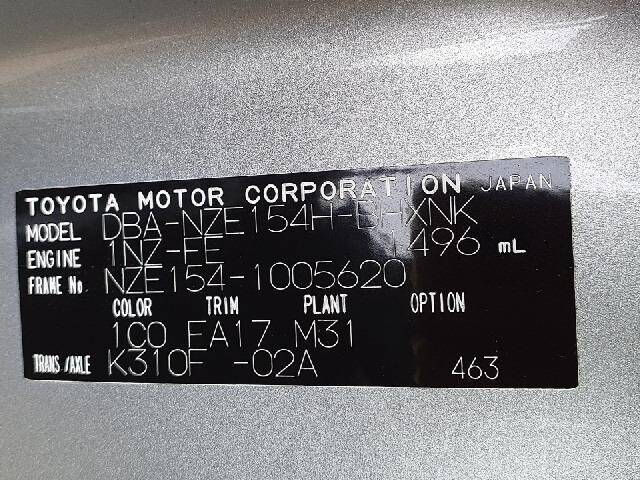 TOYOTA MOTOR CORPORATION JAPAN
MODEL DBA-NZE154H-DHXNK
ENGINE 1NZ-FE 1496 mL
FRAME No. NZE154-1005620
COLOR TRIM PLANT OPTION
1C0 FA17 M31
TRANS/AXLE K310F -02A 463